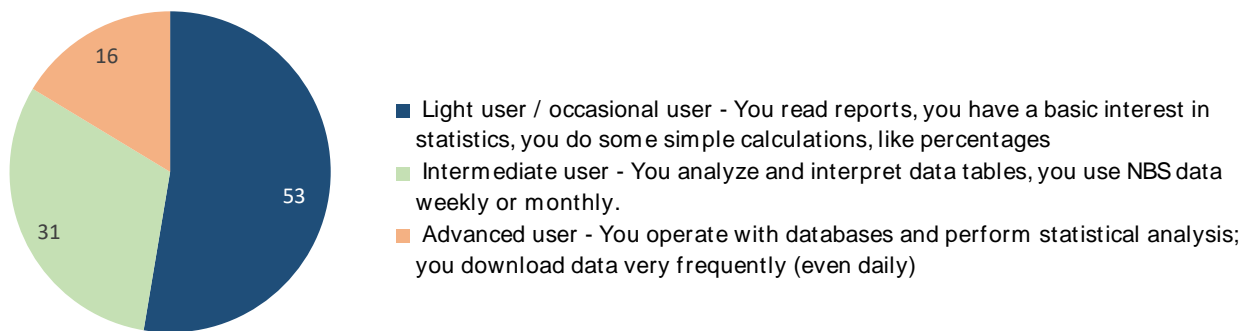 16
53
31
Light user / occasional user - You read reports, you have a basic interest in
statistics, you do some simple calculations, like percentages
Intermediate user - You analyze and interpret data tables, you use NBS data
weekly or monthly.
Advanced user - You operate with databases and perform statistical analysis;
you download data very frequently (even daily)